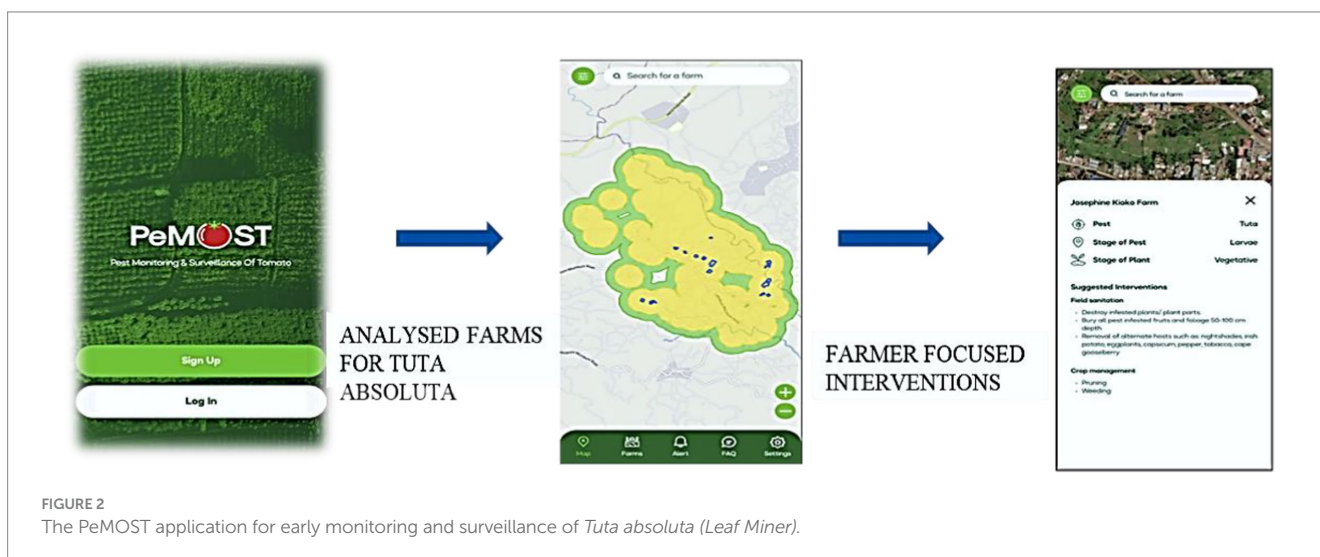 PeMOST
Pest Monitoring & Surveillance Of Tomato
Sign Up
Log In
ANALYSED FARMS
FOR TUTA
ABSOLUTA
Search for a farm
Map Farms Alert FAQ Settings
FARMER FOCUSED
INTERVENTIONS
Search for a farm
Josephine Kioko Farm
Pest Tuta
Stage of Pest Larvae
Stage of Plant Vegetative
Suggested Interventions
Field sanitation
Destroy infested plants/ plant parts.
Bury all pest infested fruits and foliage 50-100 cm
depth
Removal of alternate hosts such as nightshades, irish
potato, eggplants, capsicum, pepper, tobacco, cape
gooseberry
Crop management
Pruning
Weeding
FIGURE 2
The PeMOST application for early monitoring and surveillance of Tuta absoluta (Leaf Miner).